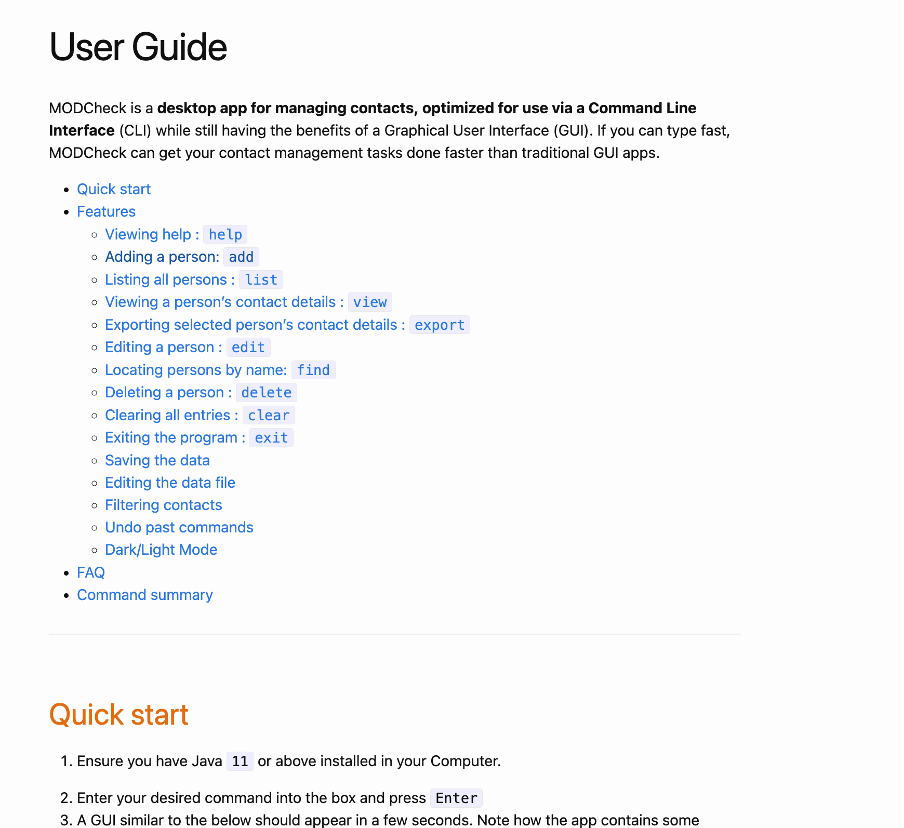 User Guide
MODCheck is a desktop app for managing contacts, optimized for use via a Command Line
Interface (CLI) while still having the benefits of a Graphical User Interface (GUI). If you can type fast,
MODCheck can get your contact management tasks done faster than traditional GUI apps.
• Quick start
• Features
◦ Viewing help : help
◦ Adding a person: add
◦ Listing all persons : list
◦ Viewing a person’s contact details : view
◦ Exporting selected person’s contact details : export
◦ Editing a person : edit
◦ Locating persons by name: find
◦ Deleting a person : delete
◦ Clearing all entries : clear
◦ Exiting the program : exit
◦ Saving the data
◦ Editing the data file
◦ Filtering contacts
◦ Undo past commands
◦ Dark/Light Mode
• FAQ
• Command summary
Quick start
1. Ensure you have Java 11 or above installed in your Computer.
2. Enter your desired command into the box and press Enter
3. A GUI similar to the below should appear in a few seconds. Note how the app contains some